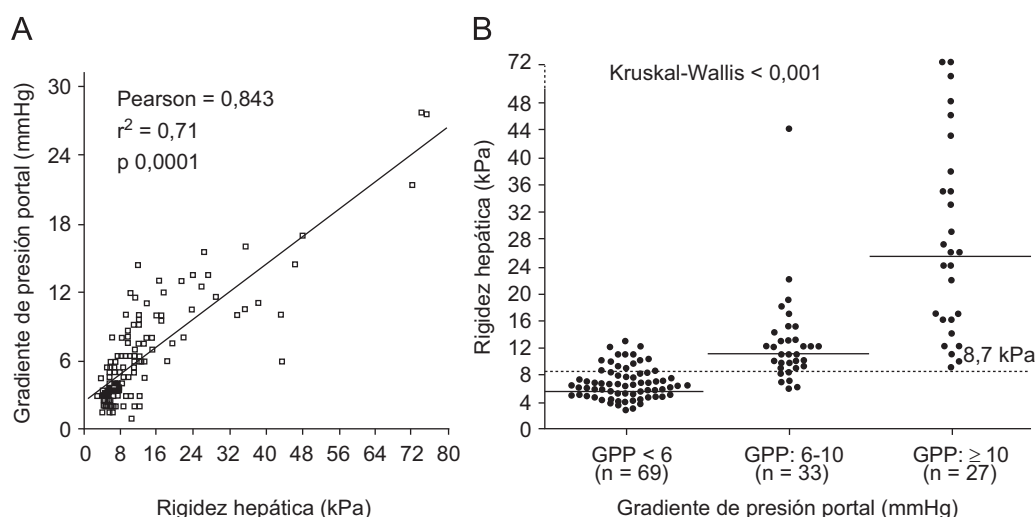 A
30
24
18
12
6
0
Gradiente de presión portal (mmHg)
Pearson = 0,843
r² = 0,71
p 0,0001
0 8 16 24 32 40 48 56 64 72 80
Rigidez hepática (kPa)
B
72
48
44
40
36
32
28
24
20
16
12
8
4
0
Rigidez hepática (kPa)
Kruskal-Wallis < 0,001
8,7 kPa
GPP < 6 GPP: 6-10 GPP: ≥ 10
(n = 69) (n = 33) (n = 27)
Gradiente de presión portal (mmHg)